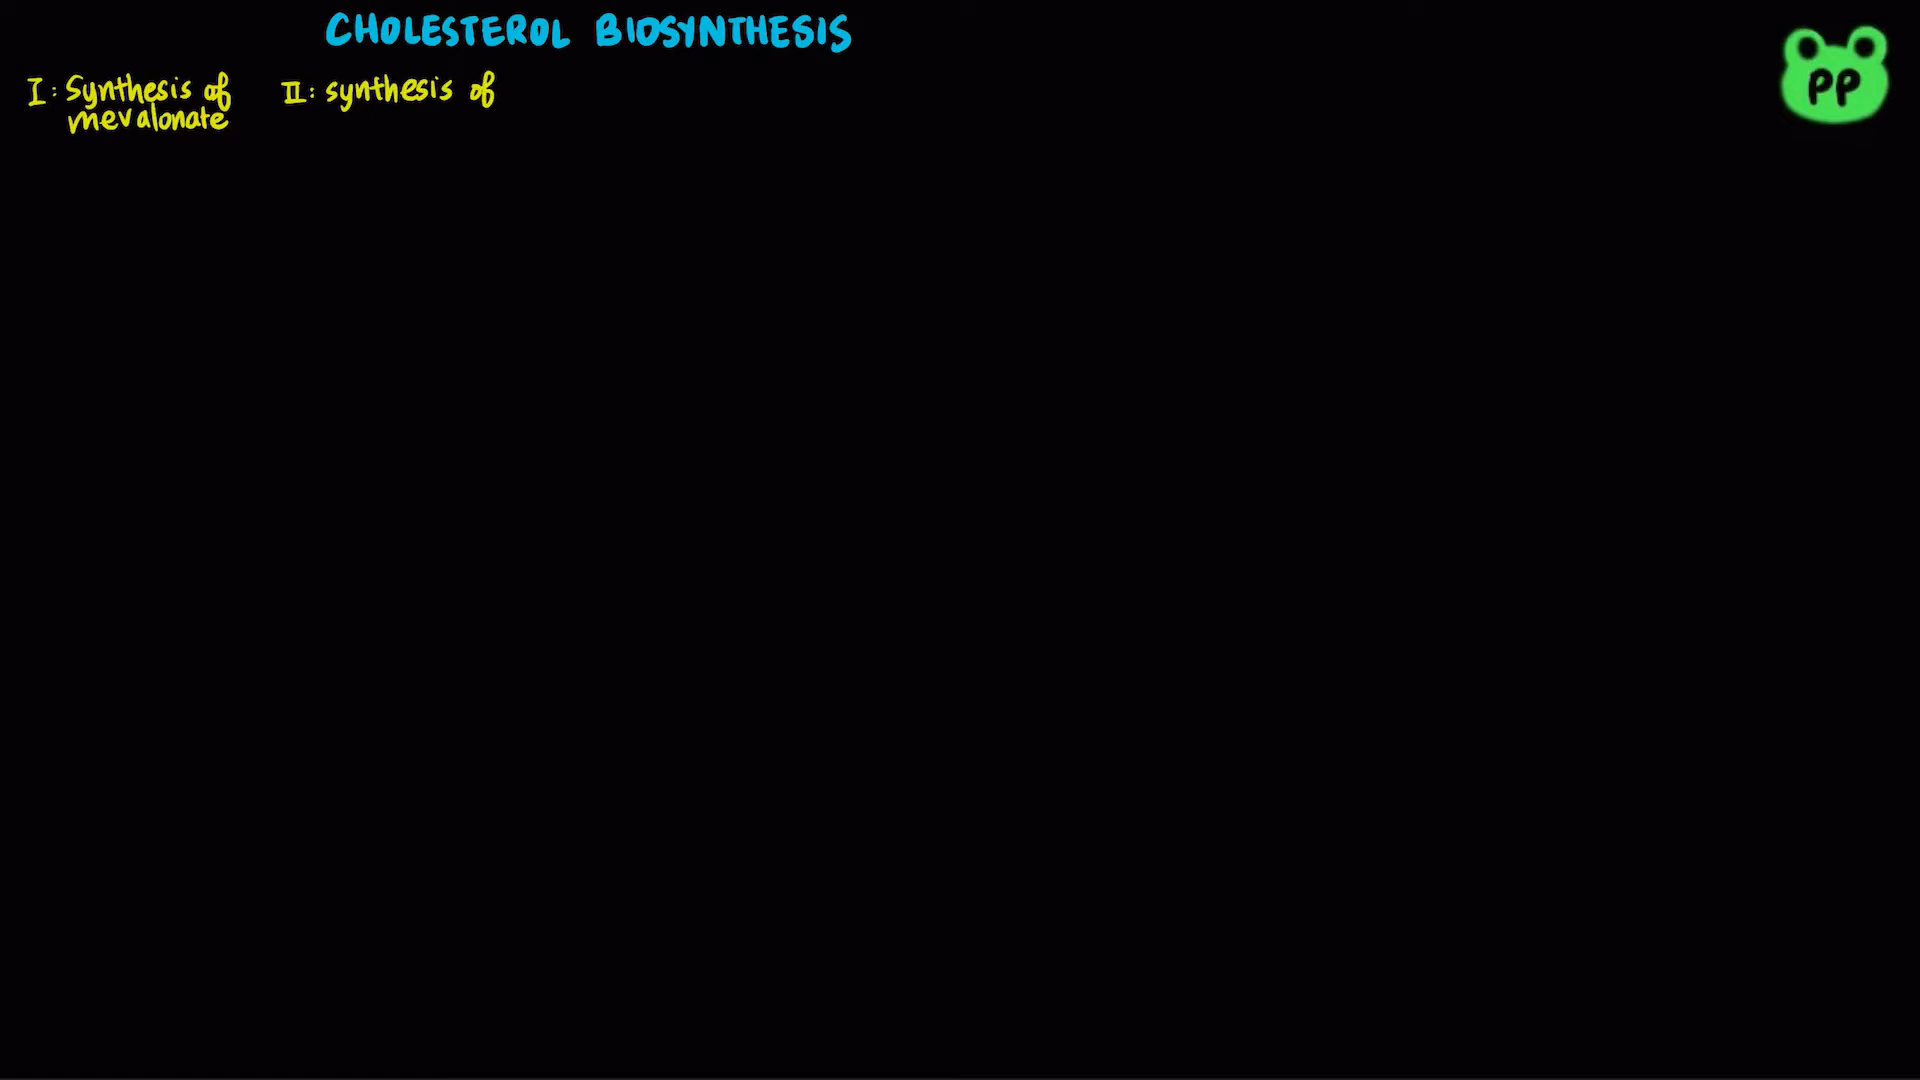 CHOLESTEROL BIOSYNTHESIS
I: Synthesis of
mevalonate
II: synthesis of
PP